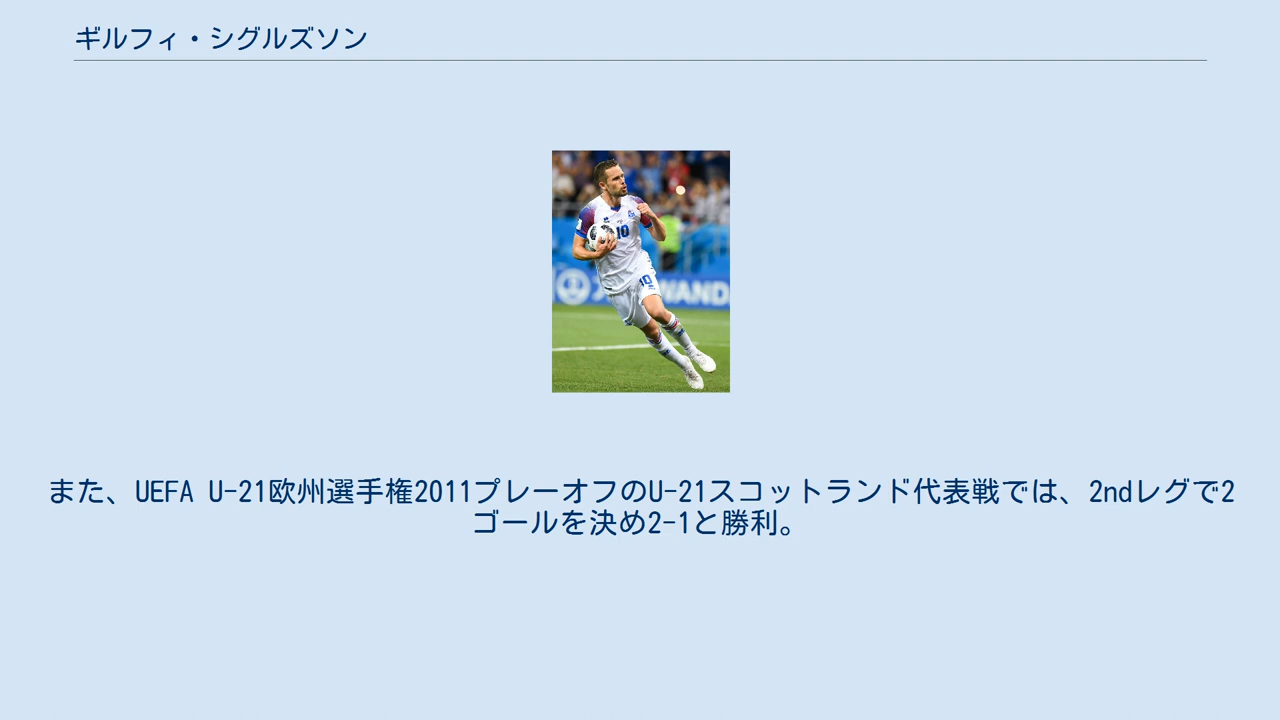 ギルフィ・シグルズソン
10
10
WAND
また、UEFA U-21欧州選手権2011プレーオフのU-21スコットランド代表戦では、2ndレグで2
ゴールを決め2-1と勝利。